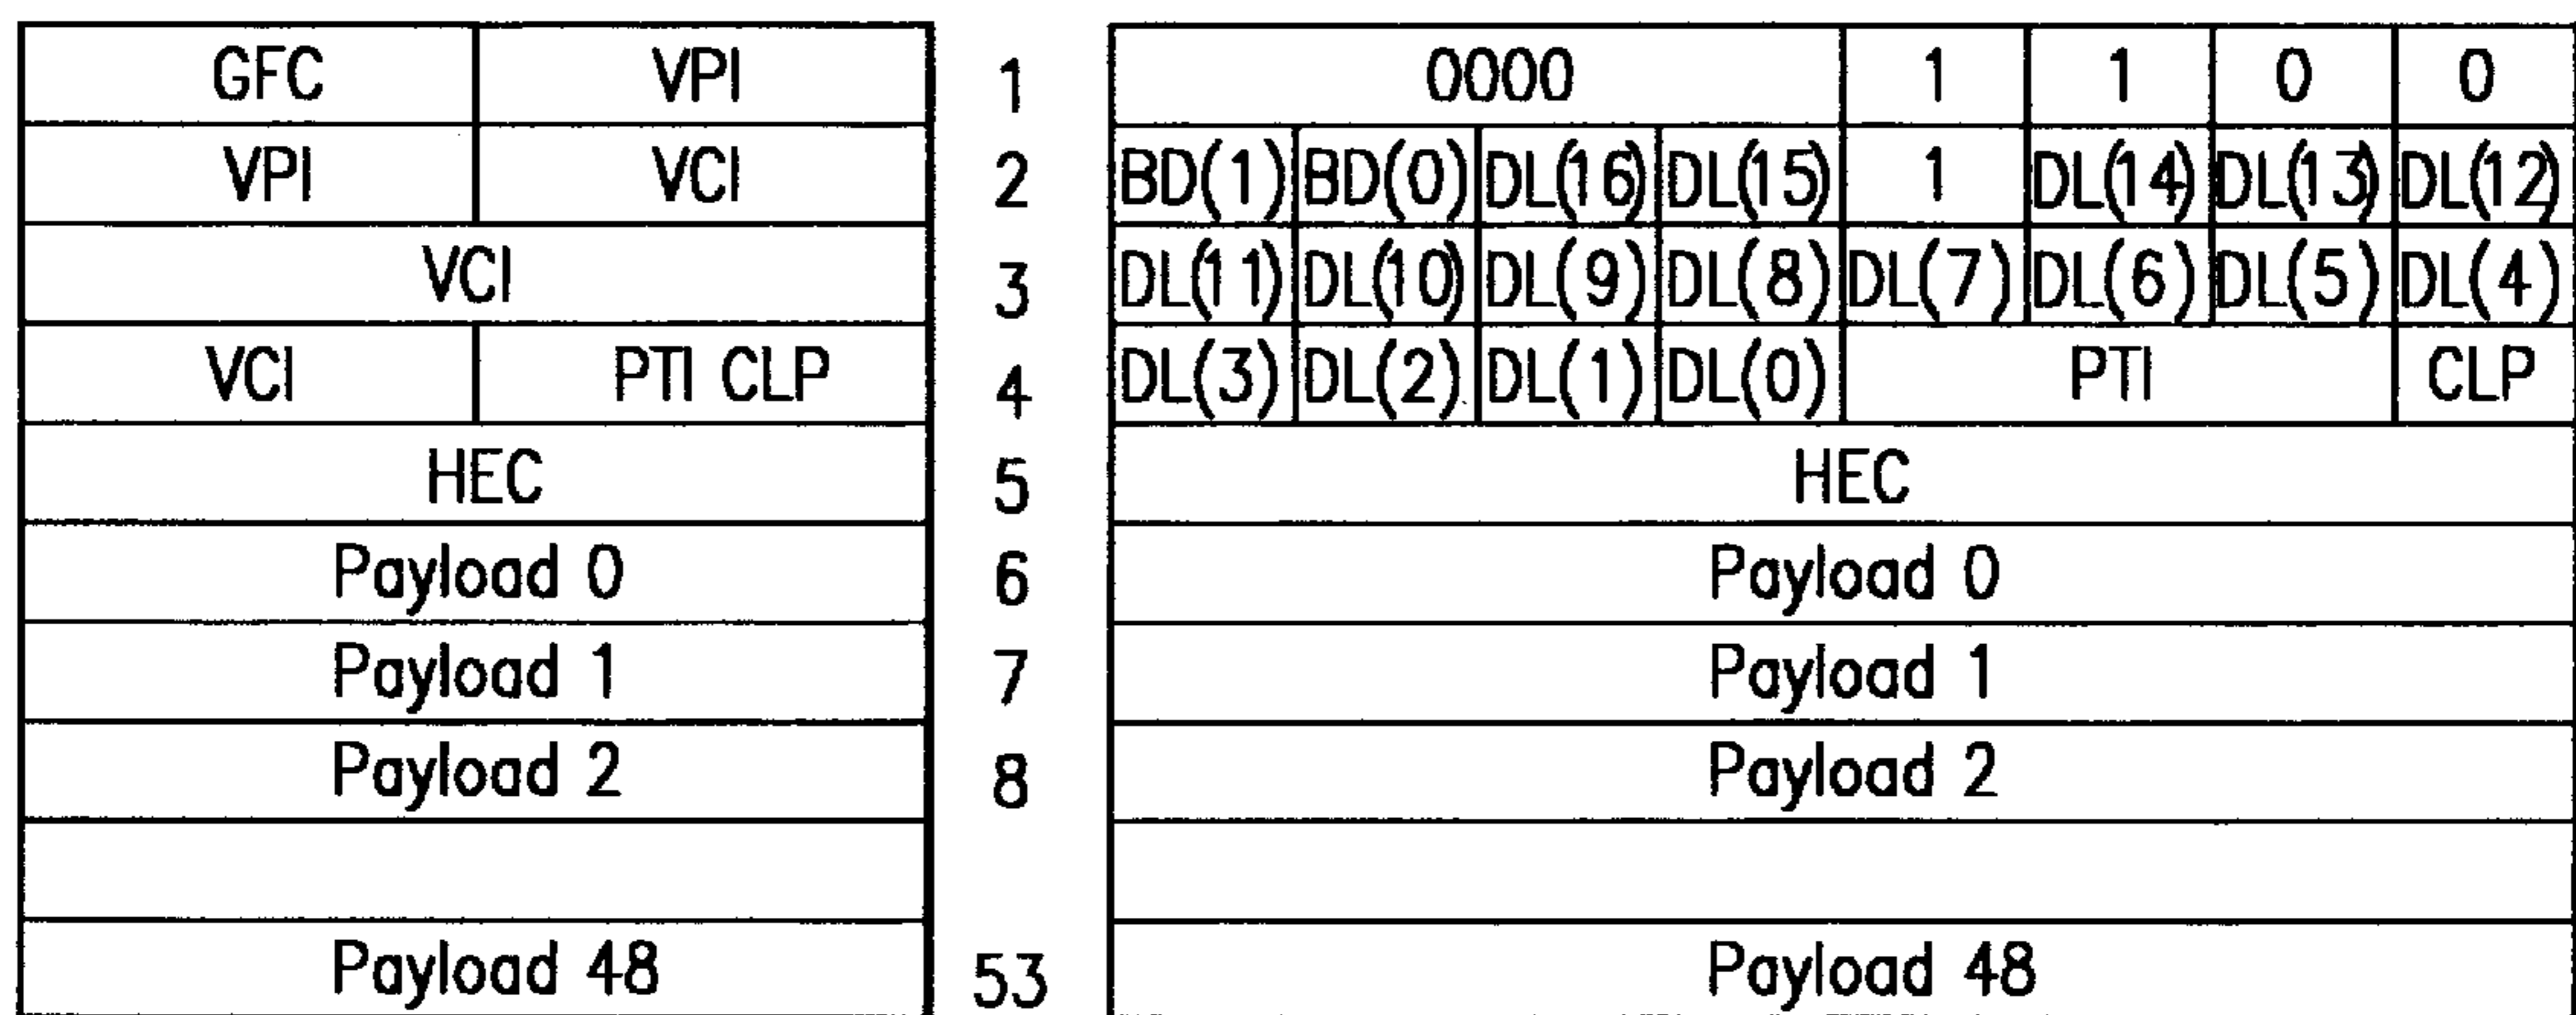 GFC VPI 1 0000 1 1 0 0
VPI VCI 2 BD(1) BD(0) DL(16) DL(15) 1 DL(14) DL(13) DL(12)
VCI 3 DL(11) DL(10) DL(9) DL(8) DL(7) DL(6) DL(5) DL(4)
VCI PTI CLP 4 DL(3) DL(2) DL(1) DL(0) PTI CLP
HEC 5 HEC
Payload 0 6 Payload 0
Payload 1 7 Payload 1
Payload 2 8 Payload 2
Payload 48 53 Payload 48